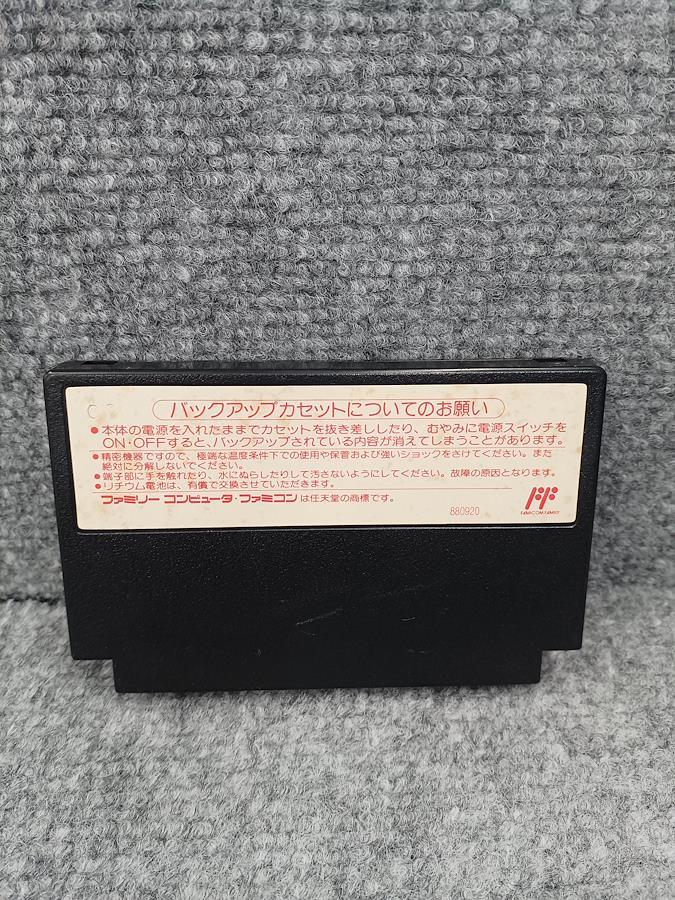 バックアップカセットについてのお願い
●本体の電源を入れたままでカセットを抜き差ししたり、むやみに電源スイッチを
ON・OFFすると、バックアップされている内容が消えてしまうことがあります。
●精密機器ですので、極端な温度条件下での使用や保管および強いショックをさけてください。また
絶対に分解しないでください。
●端子部に手を触れたり、水にぬらしたりして汚さないようにしてください。故障の原因となります。
●リチウム電池は、有償で交換させていただきます。
ファミリーコンピュータ・ファミコンは任天堂の商標です。
880920
FAMICOM FAMILY